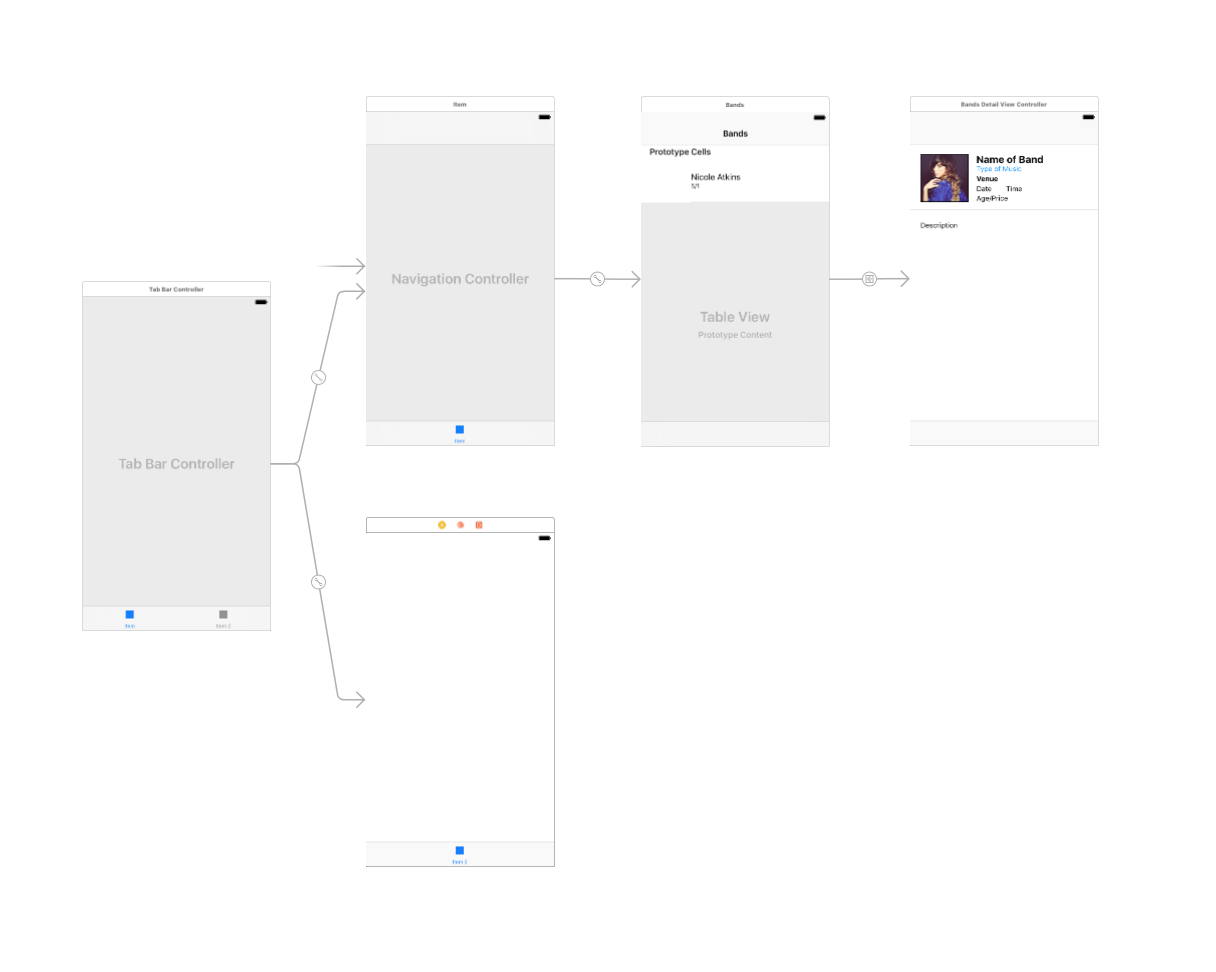 Item
Bands
Bands Detail View Controller
Bands
Prototype Cells
Nicole Atkins
5/1
Name of Band
Type of Music
Venue
Date Time
Age/Price
Description
Navigation Controller
Table View
Prototype Content
Item
Tab Bar Controller
Tab Bar Controller
Item Item 2
Item 2